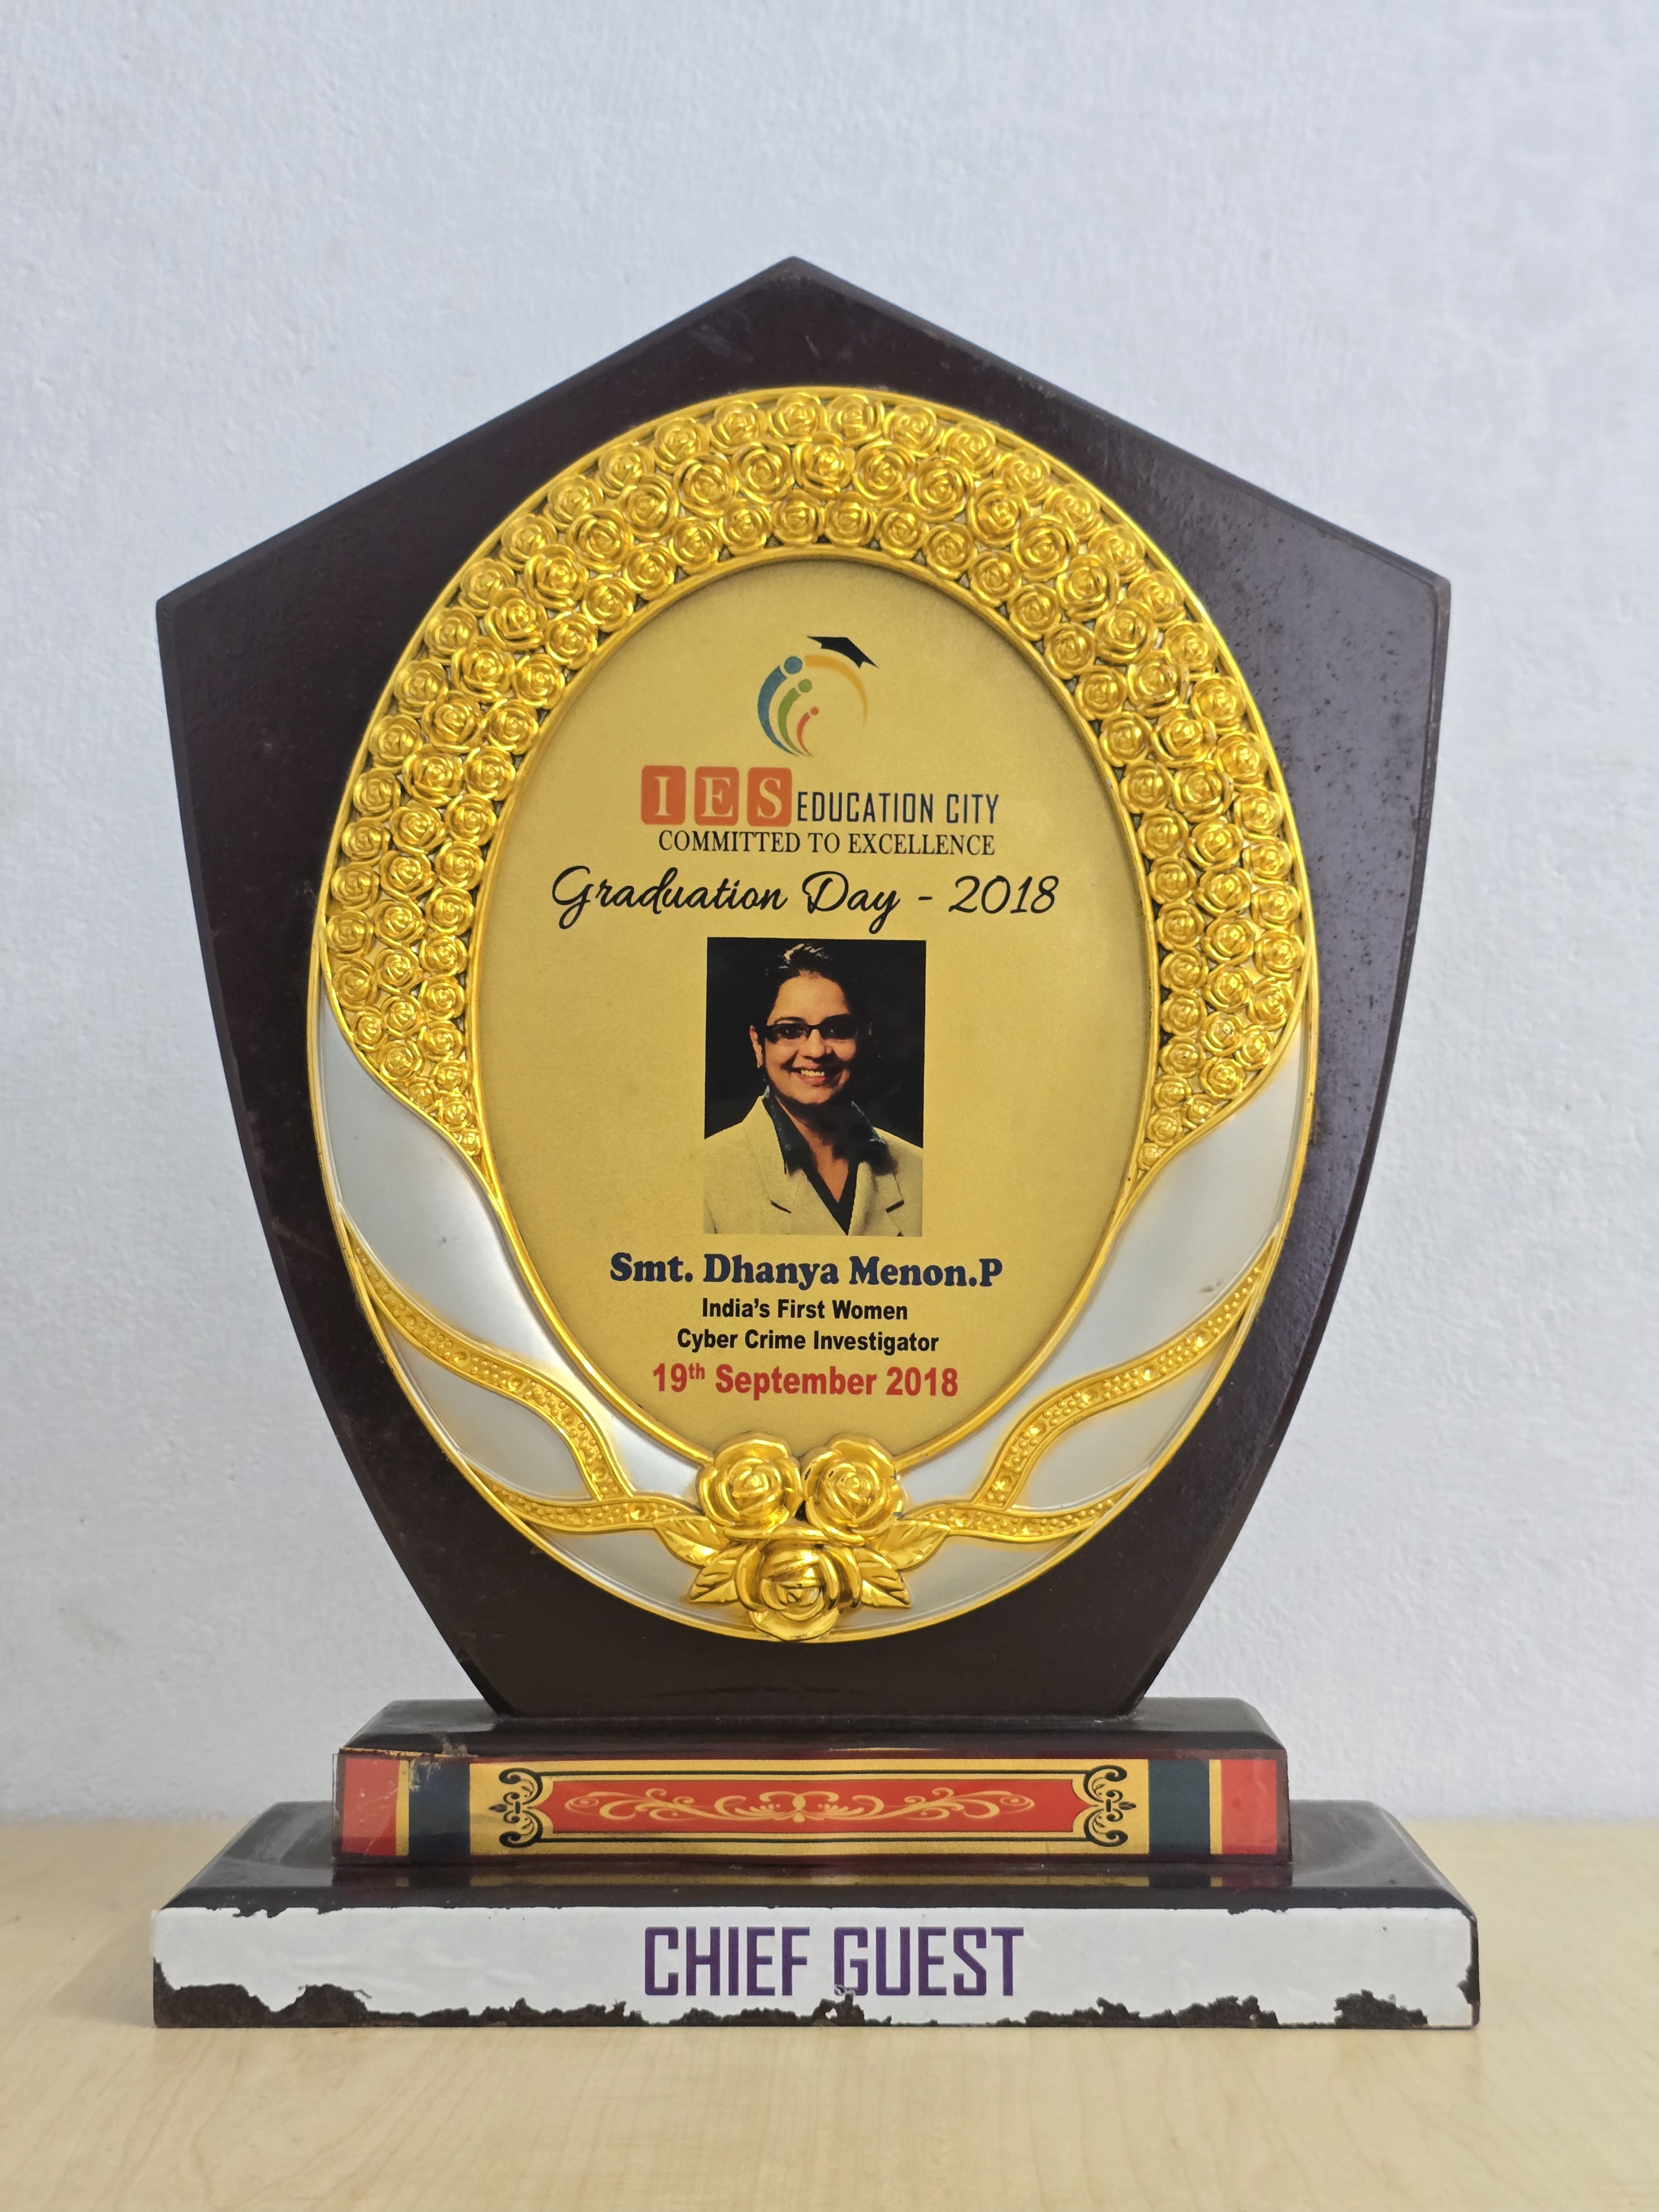 IES EDUCATION CITY
COMMITTED TO EXCELLENCE
Graduation Day - 2018
Smt. Dhanya Menon.P
India's First Women
Cyber Crime Investigator
19th September 2018
CHIEF GUEST